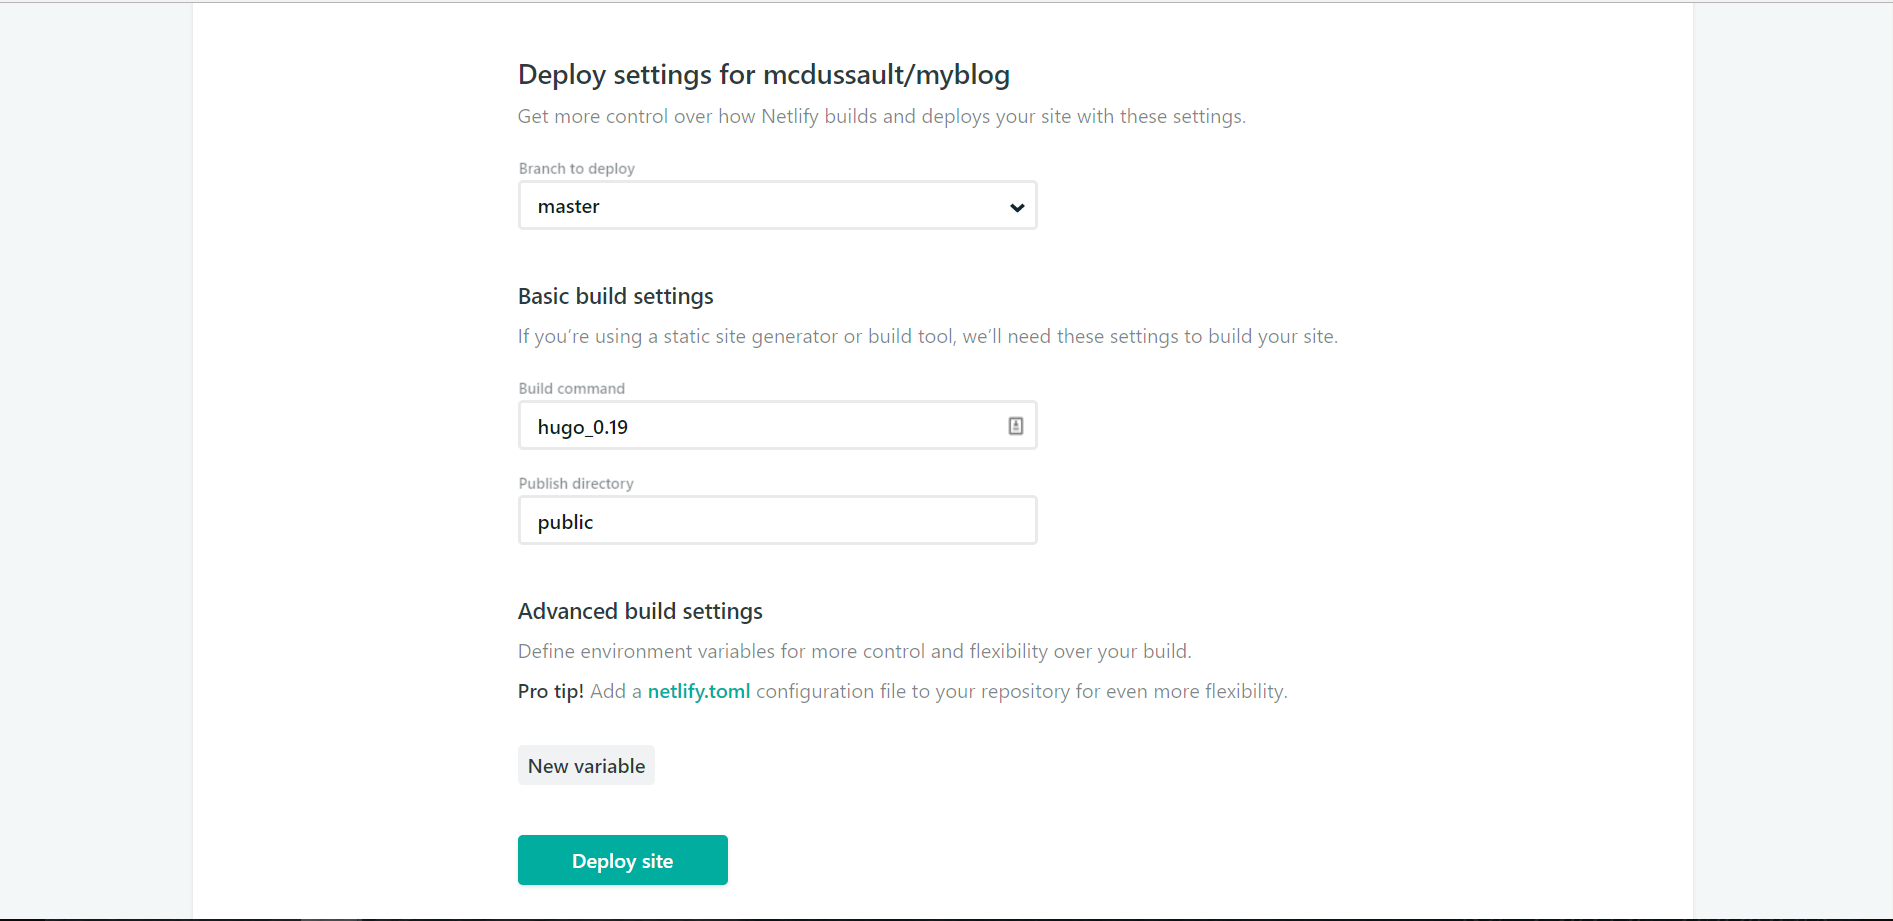 Deploy settings for mcdussault/myblog
Get more control over how Netlify builds and deploys your site with these settings.
Branch to deploy
master
Basic build settings
If you’re using a static site generator or build tool, we’ll need these settings to build your site.
Build command
hugo_0.19
Publish directory
public
Advanced build settings
Define environment variables for more control and flexibility over your build.
Pro tip! Add a netlify.toml configuration file to your repository for even more flexibility.
New variable
Deploy site